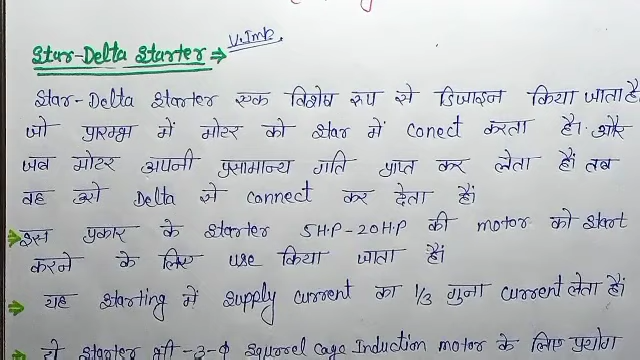 Star-Delta Starter ⇒ V.Imp.
Star-Delta Starter एक विशेष रूप से डिजाइन किया जाता है
जो प्रारम्भ में मोटर को Star में conect करता है। और
जब मोटर अपनी प्रसामान्य गति प्राप्त कर लेता हैं तब
वह उसे Delta से connect कर देता हैं।
इस प्रकार के starter 5H.P-20H.P की motor को start
करने के लिए use किया जाता हैं।
यह starting में supply current का 1/3 गुना current लेता हैं।
starter 3-φ Squirrel Cage Induction motor के लिए प्रयोग